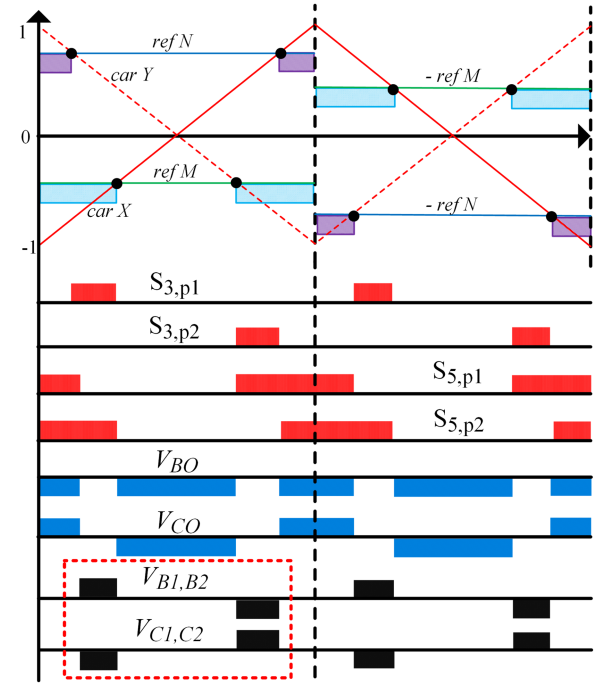 1
ref N
car Y
- ref M
0
ref M
car X
- ref N
-1
S3,p1
S3,p2
S5,p1
S5,p2
VBO
VCO
VB1,B2
VC1,C2